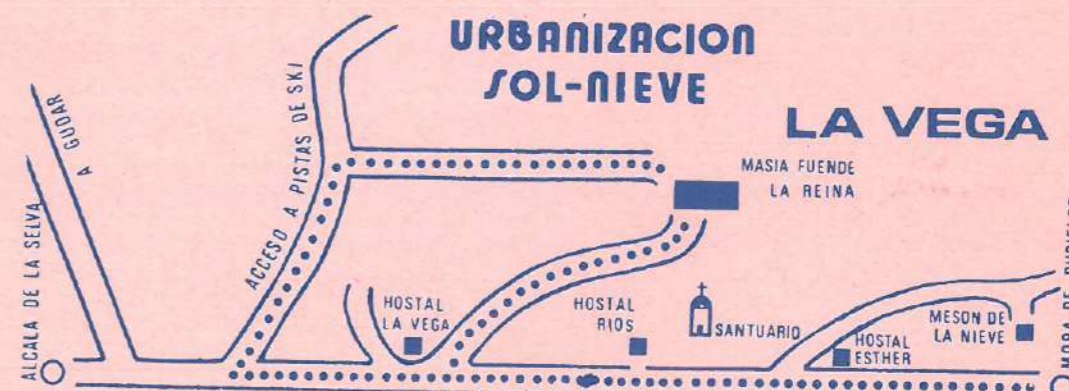 URBANIZACION
SOL-NIEVE
LA VEGA
A GUDAR
ACCESO A PISTAS DE SKI
MASIA FUENDE
LA REINA
ALCALA DE LA SELVA
HOSTAL
LA VEGA
HOSTAL
RIOS
SANTUARIO
HOSTAL
ESTHER
MESON DE
LA NIEVE
MORA DE